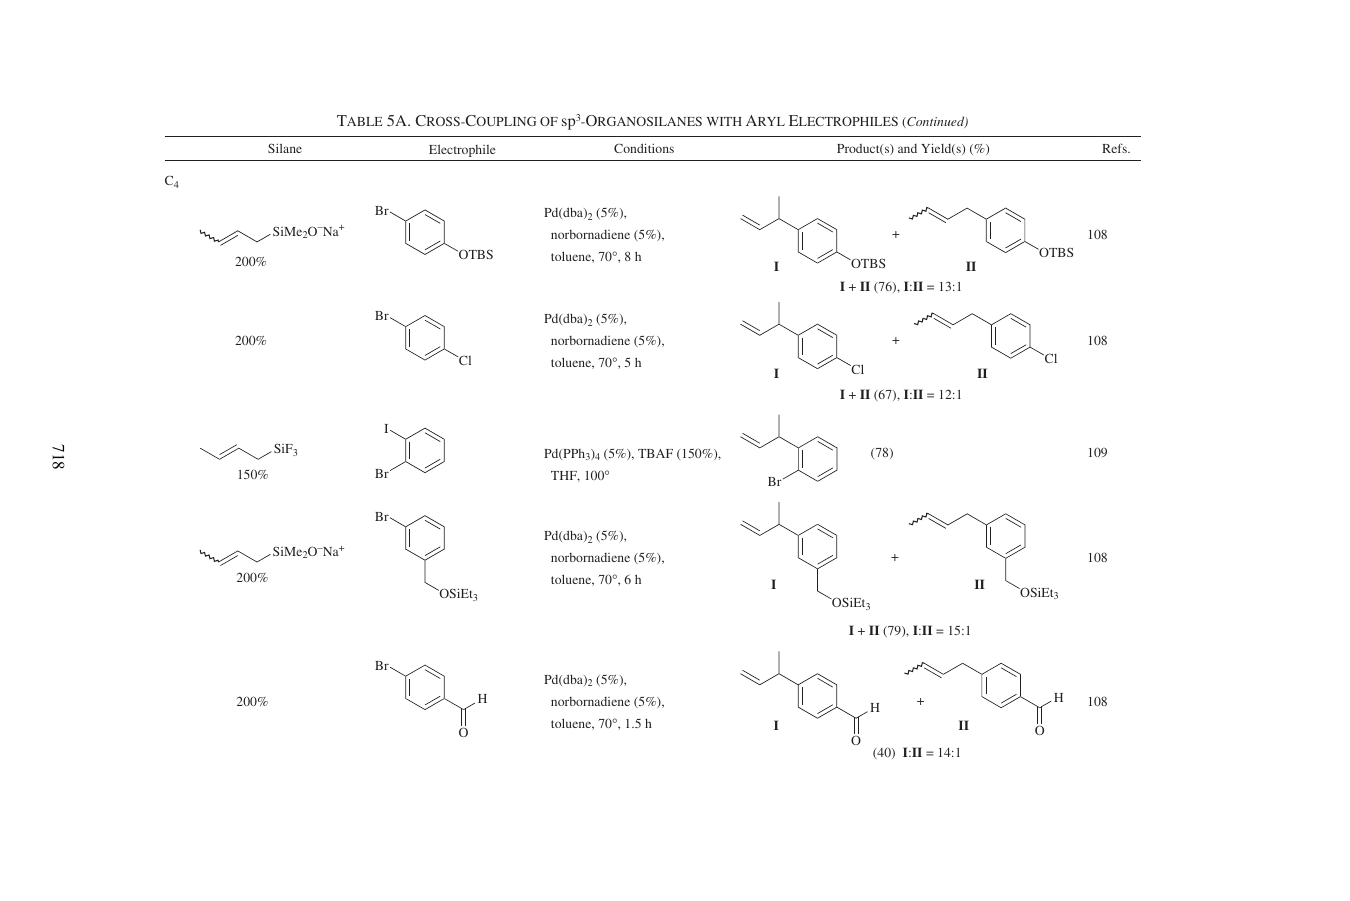 TABLE 5A. CROSS-COUPLING OF sp³-ORGANOSILANES WITH ARYL ELECTROPHILES (Continued)
Silane Electrophile Conditions Product(s) and Yield(s) (%) Refs.
C₄
SiMe₂O⁻Na⁺
200%
Br
OTBS
Pd(dba)₂ (5%),
norbornadiene (5%),
toluene, 70°, 8 h
OTBS
I
+
OTBS
II
I + II (76), I:II = 13:1
108
200%
Br
Cl
Pd(dba)₂ (5%),
norbornadiene (5%),
toluene, 70°, 5 h
Cl
I
+
Cl
II
I + II (67), I:II = 12:1
108
SiF₃
150%
I
Br
Pd(PPh₃)₄ (5%), TBAF (150%),
THF, 100°
Br
(78)
109
SiMe₂O⁻Na⁺
200%
Br
OSiEt₃
Pd(dba)₂ (5%),
norbornadiene (5%),
toluene, 70°, 6 h
I
OSiEt₃
+
II
OSiEt₃
I + II (79), I:II = 15:1
108
200%
Br
H
O
Pd(dba)₂ (5%),
norbornadiene (5%),
toluene, 70°, 1.5 h
H
I
O
+
H
II
O
(40) I:II = 14:1
108
718